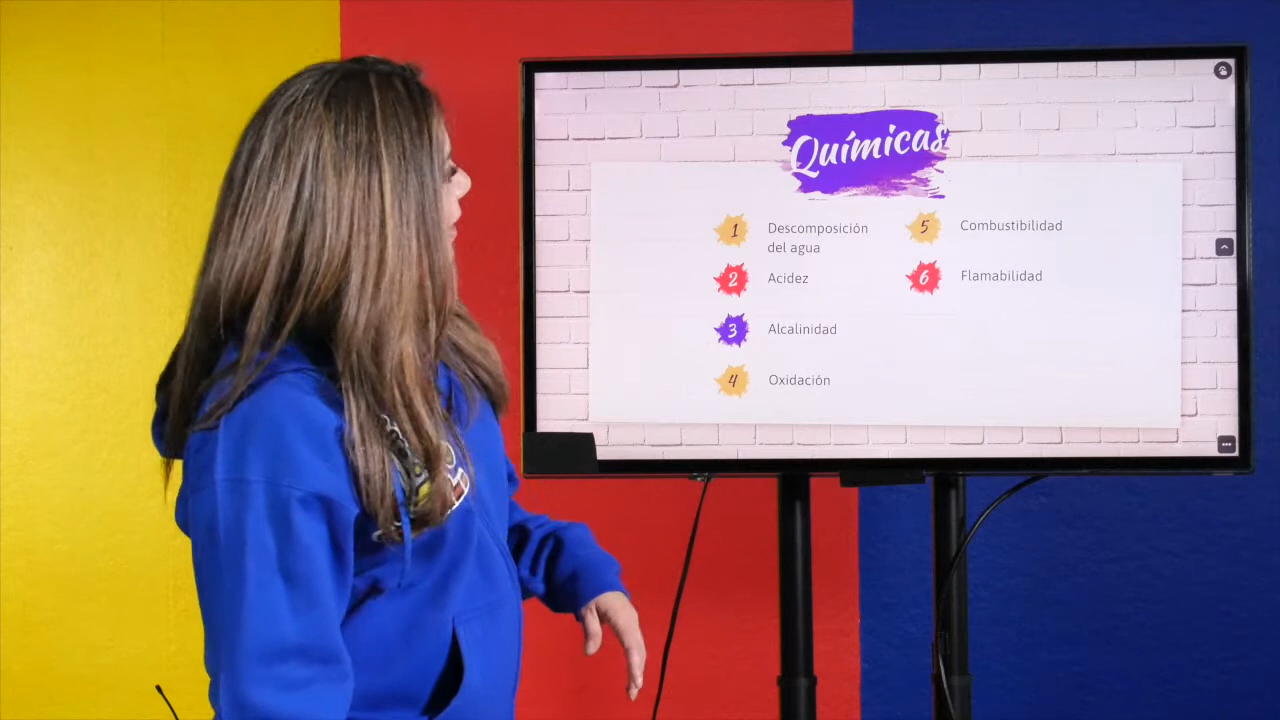 Químicas
1 Descomposición
del agua
2 Acidez
3 Alcalinidad
4 Oxidación
5 Combustibilidad
6 Flamabilidad